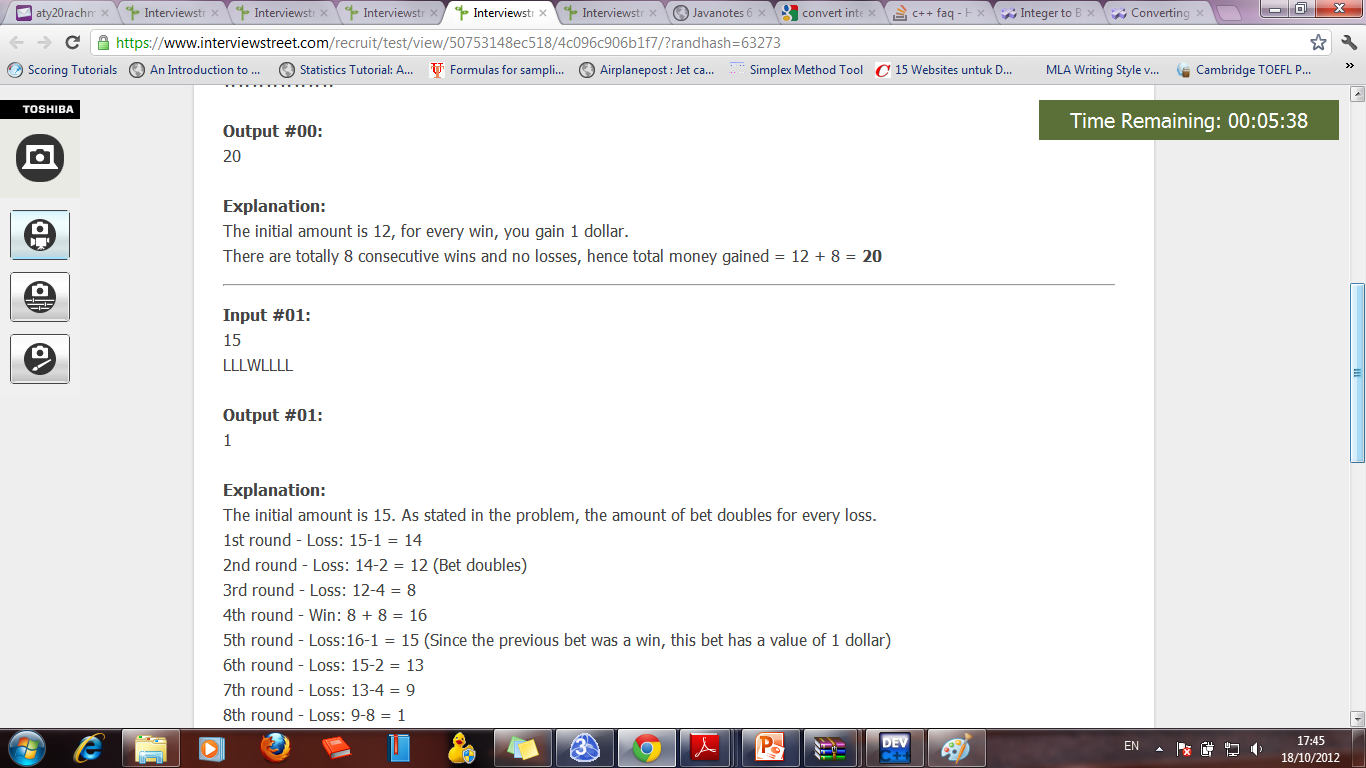 aty20rachm
Interviewstr
Interviewstr
Interviewstr
Interviewstr
Interviewstr
Javanotes 6
convert inte
c++ faq - H
Integer to B
Converting
https://www.interviewstreet.com/recruit/test/view/50753148ec518/4c096c906b1f7/?randhash=63273
Scoring Tutorials
An Introduction to ...
Statistics Tutorial: A...
Formulas for sampli...
Airplanepost : Jet ca...
Simplex Method Tool
15 Websites untuk D...
MLA Writing Style v...
Cambridge TOEFL P...
»
TOSHIBA
Time Remaining: 00:05:38
Output #00:
20
Explanation:
The initial amount is 12, for every win, you gain 1 dollar.
There are totally 8 consecutive wins and no losses, hence total money gained = 12 + 8 = 20
Input #01:
15
LLLWLLLL
Output #01:
1
Explanation:
The initial amount is 15. As stated in the problem, the amount of bet doubles for every loss.
1st round - Loss: 15-1 = 14
2nd round - Loss: 14-2 = 12 (Bet doubles)
3rd round - Loss: 12-4 = 8
4th round - Win: 8 + 8 = 16
5th round - Loss:16-1 = 15 (Since the previous bet was a win, this bet has a value of 1 dollar)
6th round - Loss: 15-2 = 13
7th round - Loss: 13-4 = 9
8th round - Loss: 9-8 = 1
DEV
C++
EN
17:45
18/10/2012